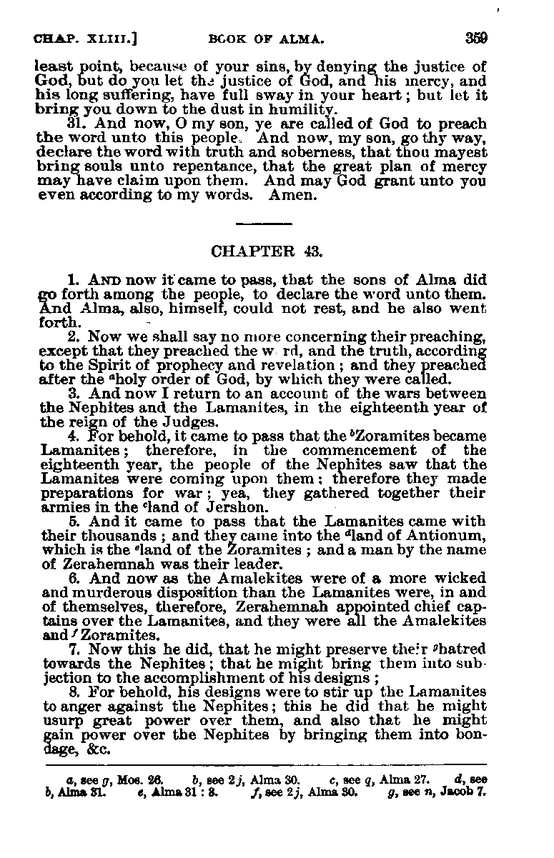 CHAP. XLIII.] BOOK OF ALMA. 359
least point, because of your sins, by denying the justice of
God, but do you let the justice of God, and his mercy, and
his long suffering, have full sway in your heart; but let it
bring you down to the dust in humility.
31. And now, O my son, ye are called of God to preach
the word unto this people. And now, my son, go thy way,
declare the word with truth and soberness, that thou mayest
bring souls unto repentance, that the great plan of mercy
may have claim upon them. And may God grant unto you
even according to my words. Amen.
CHAPTER 43.
1. AND now it came to pass, that the sons of Alma did
go forth among the people, to declare the word unto them.
And Alma, also, himself, could not rest, and he also went
forth.
2. Now we shall say no more concerning their preaching,
except that they preached the w rd, and the truth, according
to the Spirit of prophecy and revelation; and they preached
after the ᵃholy order of God, by which they were called.
3. And now I return to an account of the wars between
the Nephites and the Lamanites, in the eighteenth year of
the reign of the Judges.
4. For behold, it came to pass that the ᵇZoramites became
Lamanites; therefore, in the commencement of the
eighteenth year, the people of the Nephites saw that the
Lamanites were coming upon them; therefore they made
preparations for war; yea, they gathered together their
armies in the ᶜland of Jershon.
5. And it came to pass that the Lamanites came with
their thousands; and they came into the ᵈland of Antionum,
which is the ᵉland of the Zoramites; and a man by the name
of Zerahemnah was their leader.
6. And now as the Amalekites were of a more wicked
and murderous disposition than the Lamanites were, in and
of themselves, therefore, Zerahemnah appointed chief cap-
tains over the Lamanites, and they were all the Amalekites
and ᶠZoramites.
7. Now this he did, that he might preserve their ᵍhatred
towards the Nephites; that he might bring them into sub-
jection to the accomplishment of his designs;
8. For behold, his designs were to stir up the Lamanites
to anger against the Nephites; this he did that he might
usurp great power over them, and also that he might
gain power over the Nephites by bringing them into bon-
dage, &c.
a, see g, Mos. 26. b, see 2j, Alma 30. c, see q, Alma 27. d, see
b, Alma 31. e, Alma 31 : 3. f, see 2j, Alma 30. g, see n, Jacob 7.